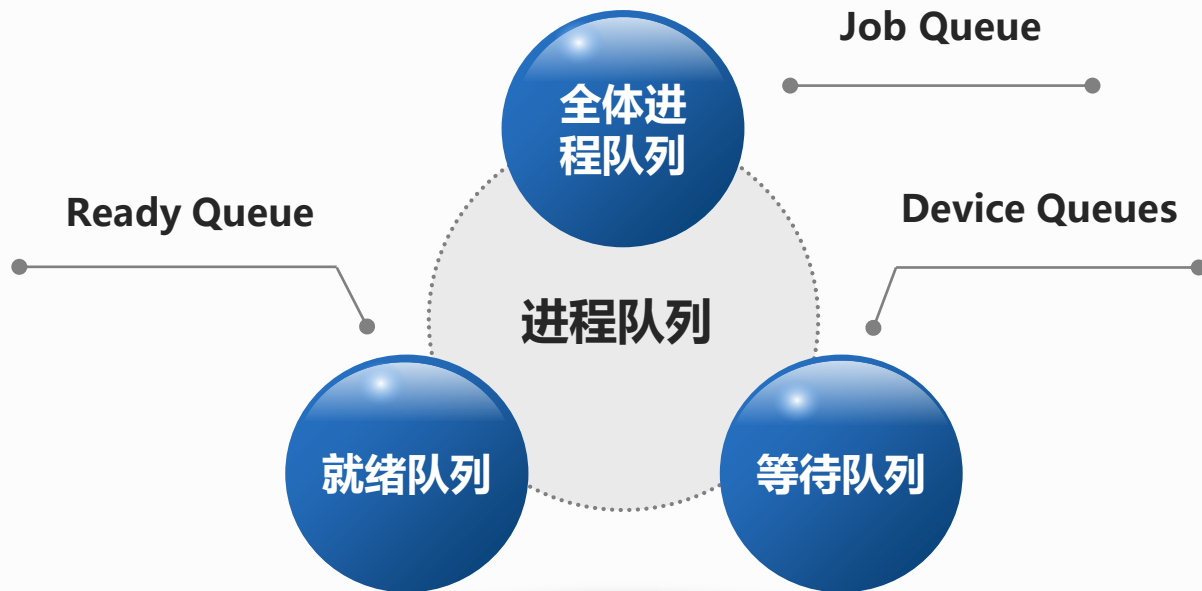 Job Queue
全体进
程队列
Ready Queue
Device Queues
进程队列
就绪队列
等待队列